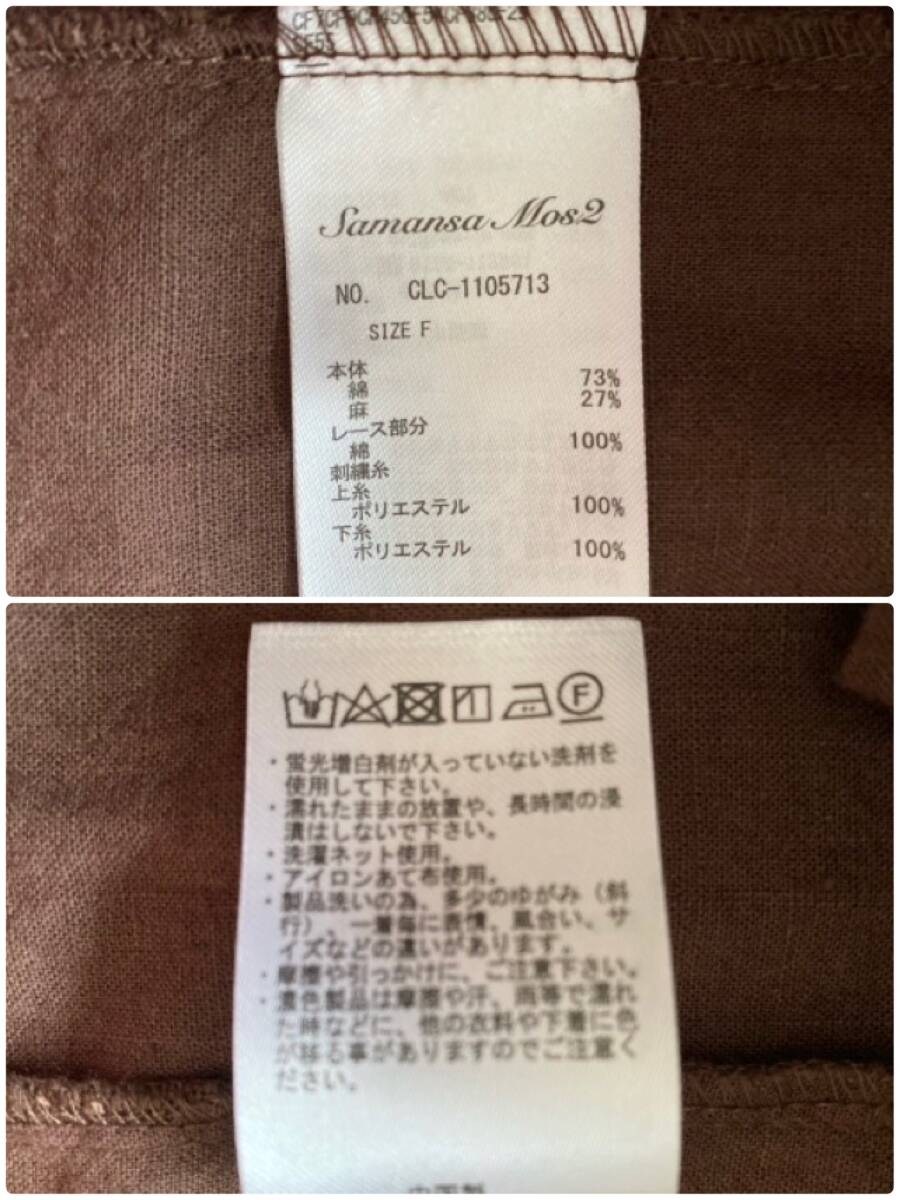 Samansa Mos2
NO. CLC-1105713
SIZE F
本体
綿 73%
麻 27%
レース部分
綿 100%
刺繍糸
上糸
ポリエステル 100%
下糸
ポリエステル 100%
F
・蛍光増白剤が入っていない洗剤を
使用して下さい。
・濡れたままの放置や、長時間の浸
漬はしないで下さい。
・洗濯ネット使用。
・アイロンあて布使用。
・製品洗いの為、多少のゆがみ（斜
行）、一着毎に表情、風合い、サ
イズなどの違いがあります。
・摩擦や引っかけに、ご注意下さい。
・濃色製品は摩擦や汗、雨等で濡れ
た時などに、他の衣料や下着に色
が移る事がありますのでご注意く
ださい。